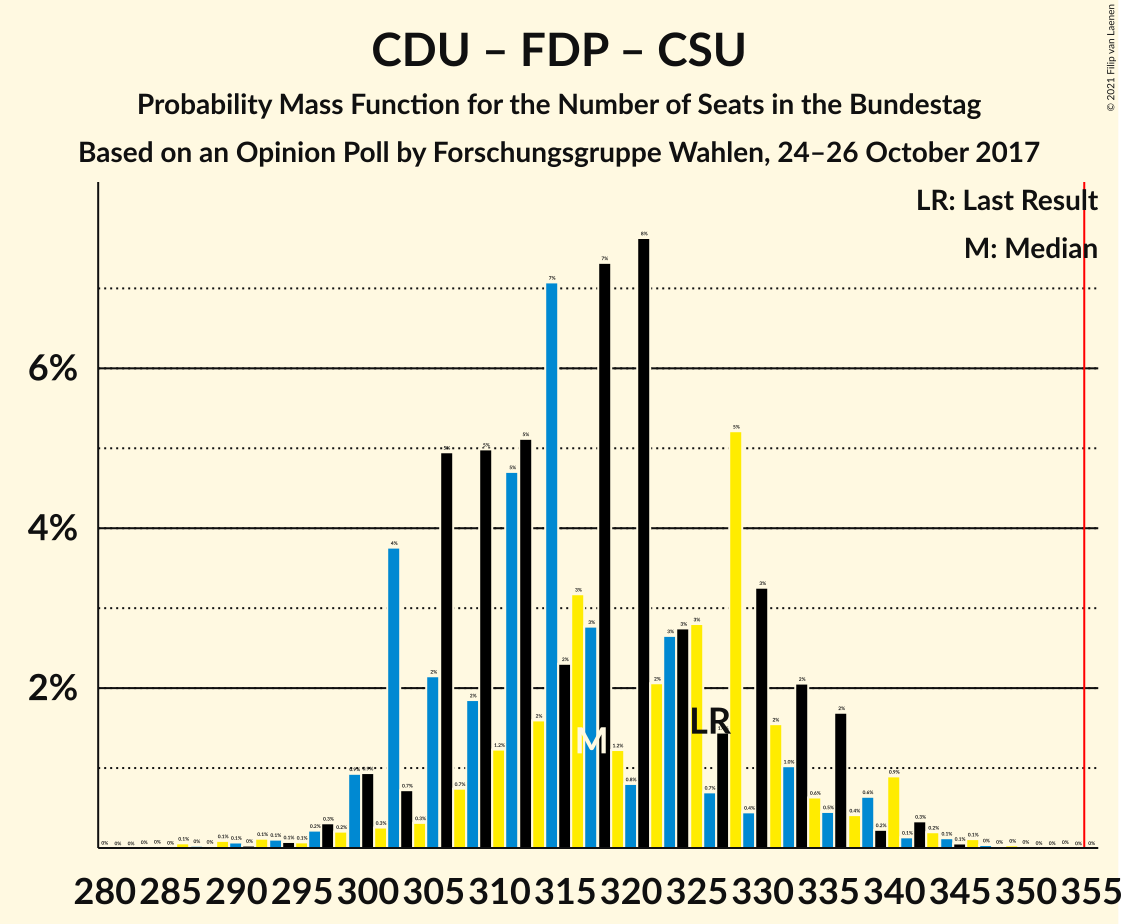 CDU – FDP – CSU
Probability Mass Function for the Number of Seats in the Bundestag
Based on an Opinion Poll by Forschungsgruppe Wahlen, 24–26 October 2017
© 2021 Filip van Laenen
LR: Last Result
M: Median
6%
4%
2%
M
LR
280 285 290 295 300 305 310 315 320 325 330 335 340 345 350 355